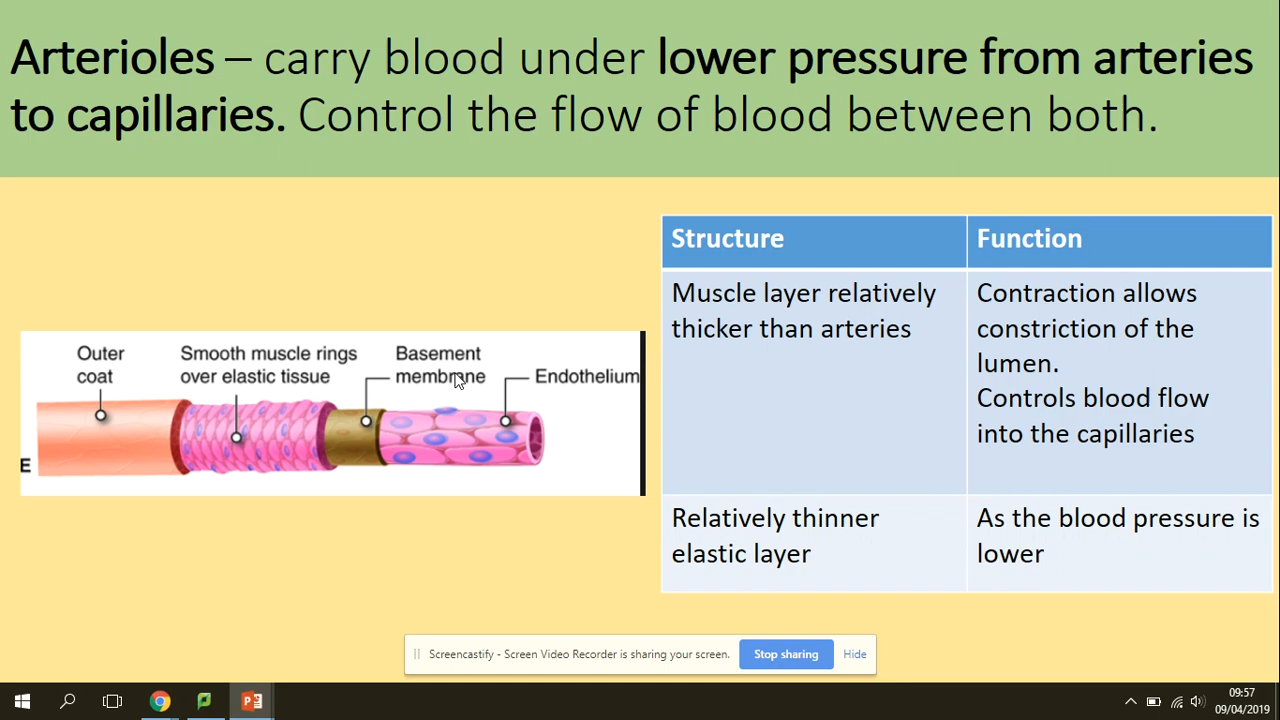 Arterioles – carry blood under lower pressure from arteries
to capillaries. Control the flow of blood between both.
Outer
coat
Smooth muscle rings
over elastic tissue
Basement
membrane
Endothelium
E
Structure
Function
Muscle layer relatively
thicker than arteries
Contraction allows
constriction of the
lumen.
Controls blood flow
into the capillaries
Relatively thinner
elastic layer
As the blood pressure is
lower
Screencastify - Screen Video Recorder is sharing your screen.
Stop sharing
Hide
09:57
09/04/2019